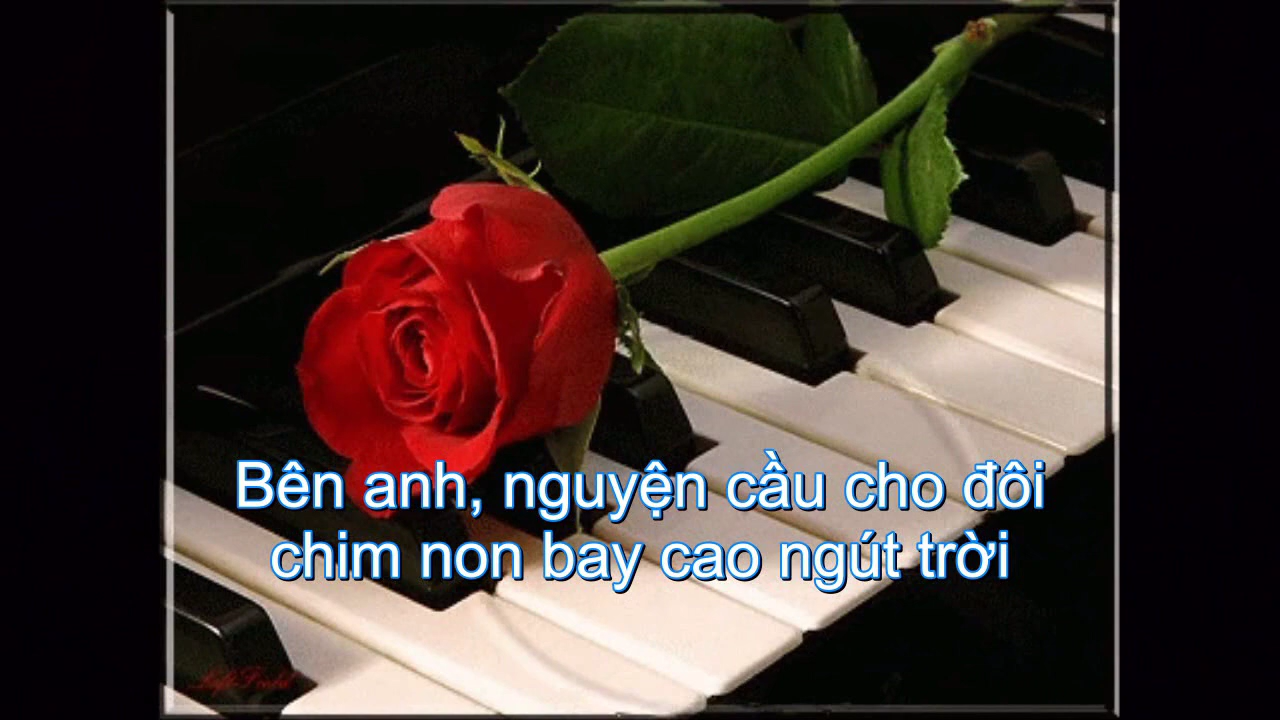 Bên anh, nguyện cầu cho đôi
chim non bay cao ngút trời